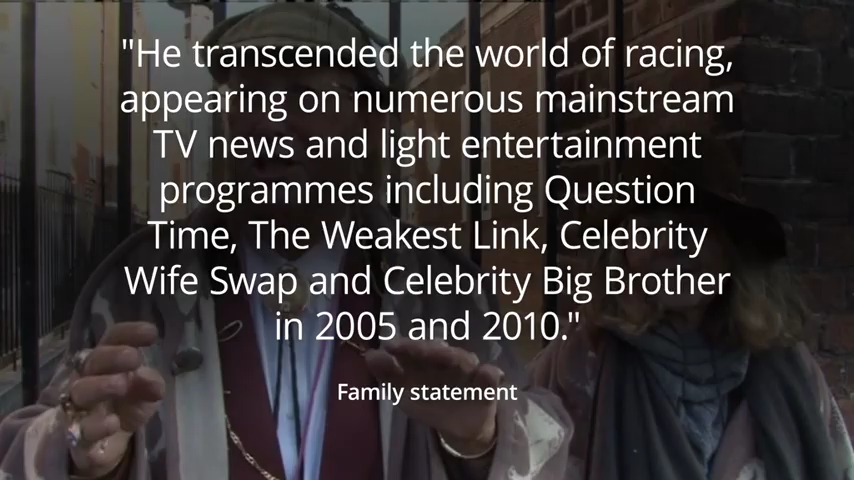 "He transcended the world of racing,
appearing on numerous mainstream
TV news and light entertainment
programmes including Question
Time, The Weakest Link, Celebrity
Wife Swap and Celebrity Big Brother
in 2005 and 2010."
Family statement